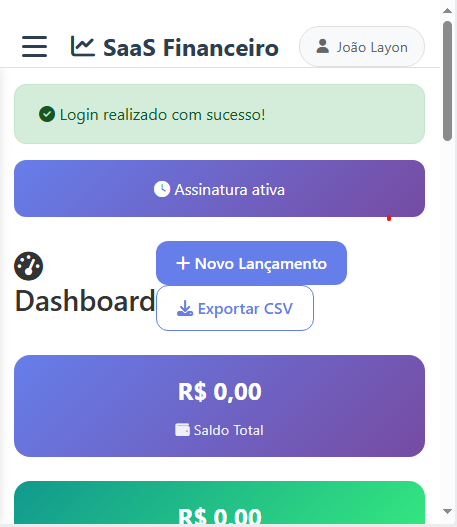 SaaS Financeiro
João Layon
Login realizado com sucesso!
Assinatura ativa
Dashboard
Novo Lançamento
Exportar CSV
R$ 0,00
Saldo Total
R$ 0,00